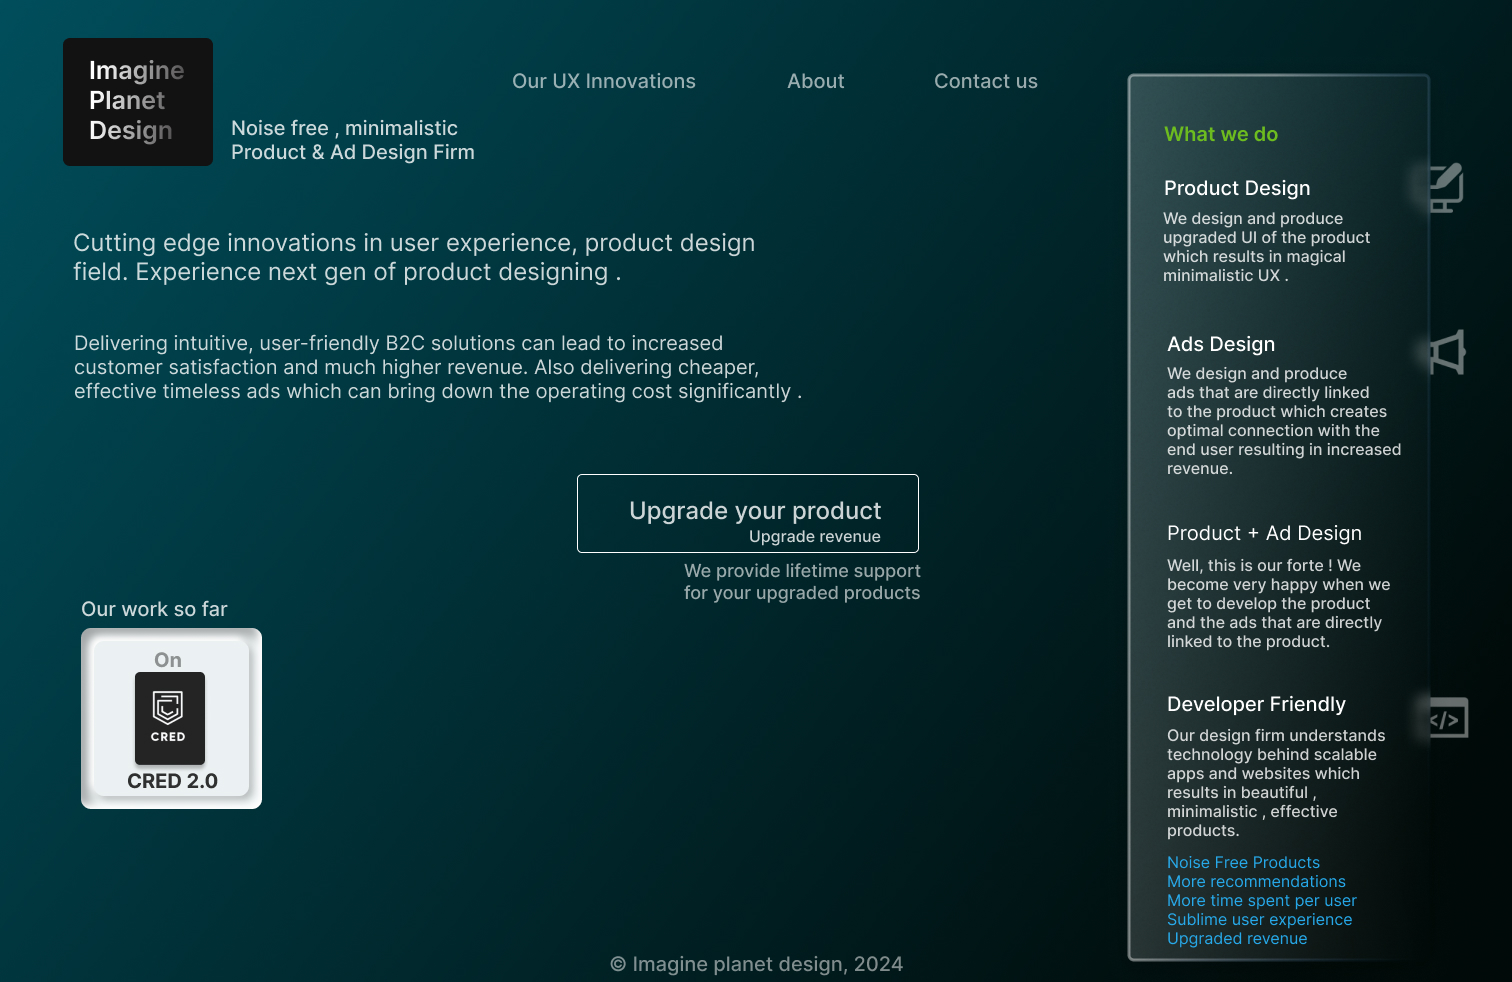 Imagine
Planet
Design
Noise free , minimalistic
Product & Ad Design Firm
Our UX Innovations
About
Contact us
Cutting edge innovations in user experience, product design
field. Experience next gen of product designing .
Delivering intuitive, user-friendly B2C solutions can lead to increased
customer satisfaction and much higher revenue. Also delivering cheaper,
effective timeless ads which can bring down the operating cost significantly .
Upgrade your product
Upgrade revenue
We provide lifetime support
for your upgraded products
Our work so far
On
CRED
CRED 2.0
What we do
Product Design
We design and produce
upgraded UI of the product
which results in magical
minimalistic UX .
Ads Design
We design and produce
ads that are directly linked
to the product which creates
optimal connection with the
end user resulting in increased
revenue.
Product + Ad Design
Well, this is our forte ! We
become very happy when we
get to develop the product
and the ads that are directly
linked to the product.
Developer Friendly
Our design firm understands
technology behind scalable
apps and websites which
results in beautiful ,
minimalistic , effective
products.
Noise Free Products
More recommendations
More time spent per user
Sublime user experience
Upgraded revenue
</>
© Imagine planet design, 2024